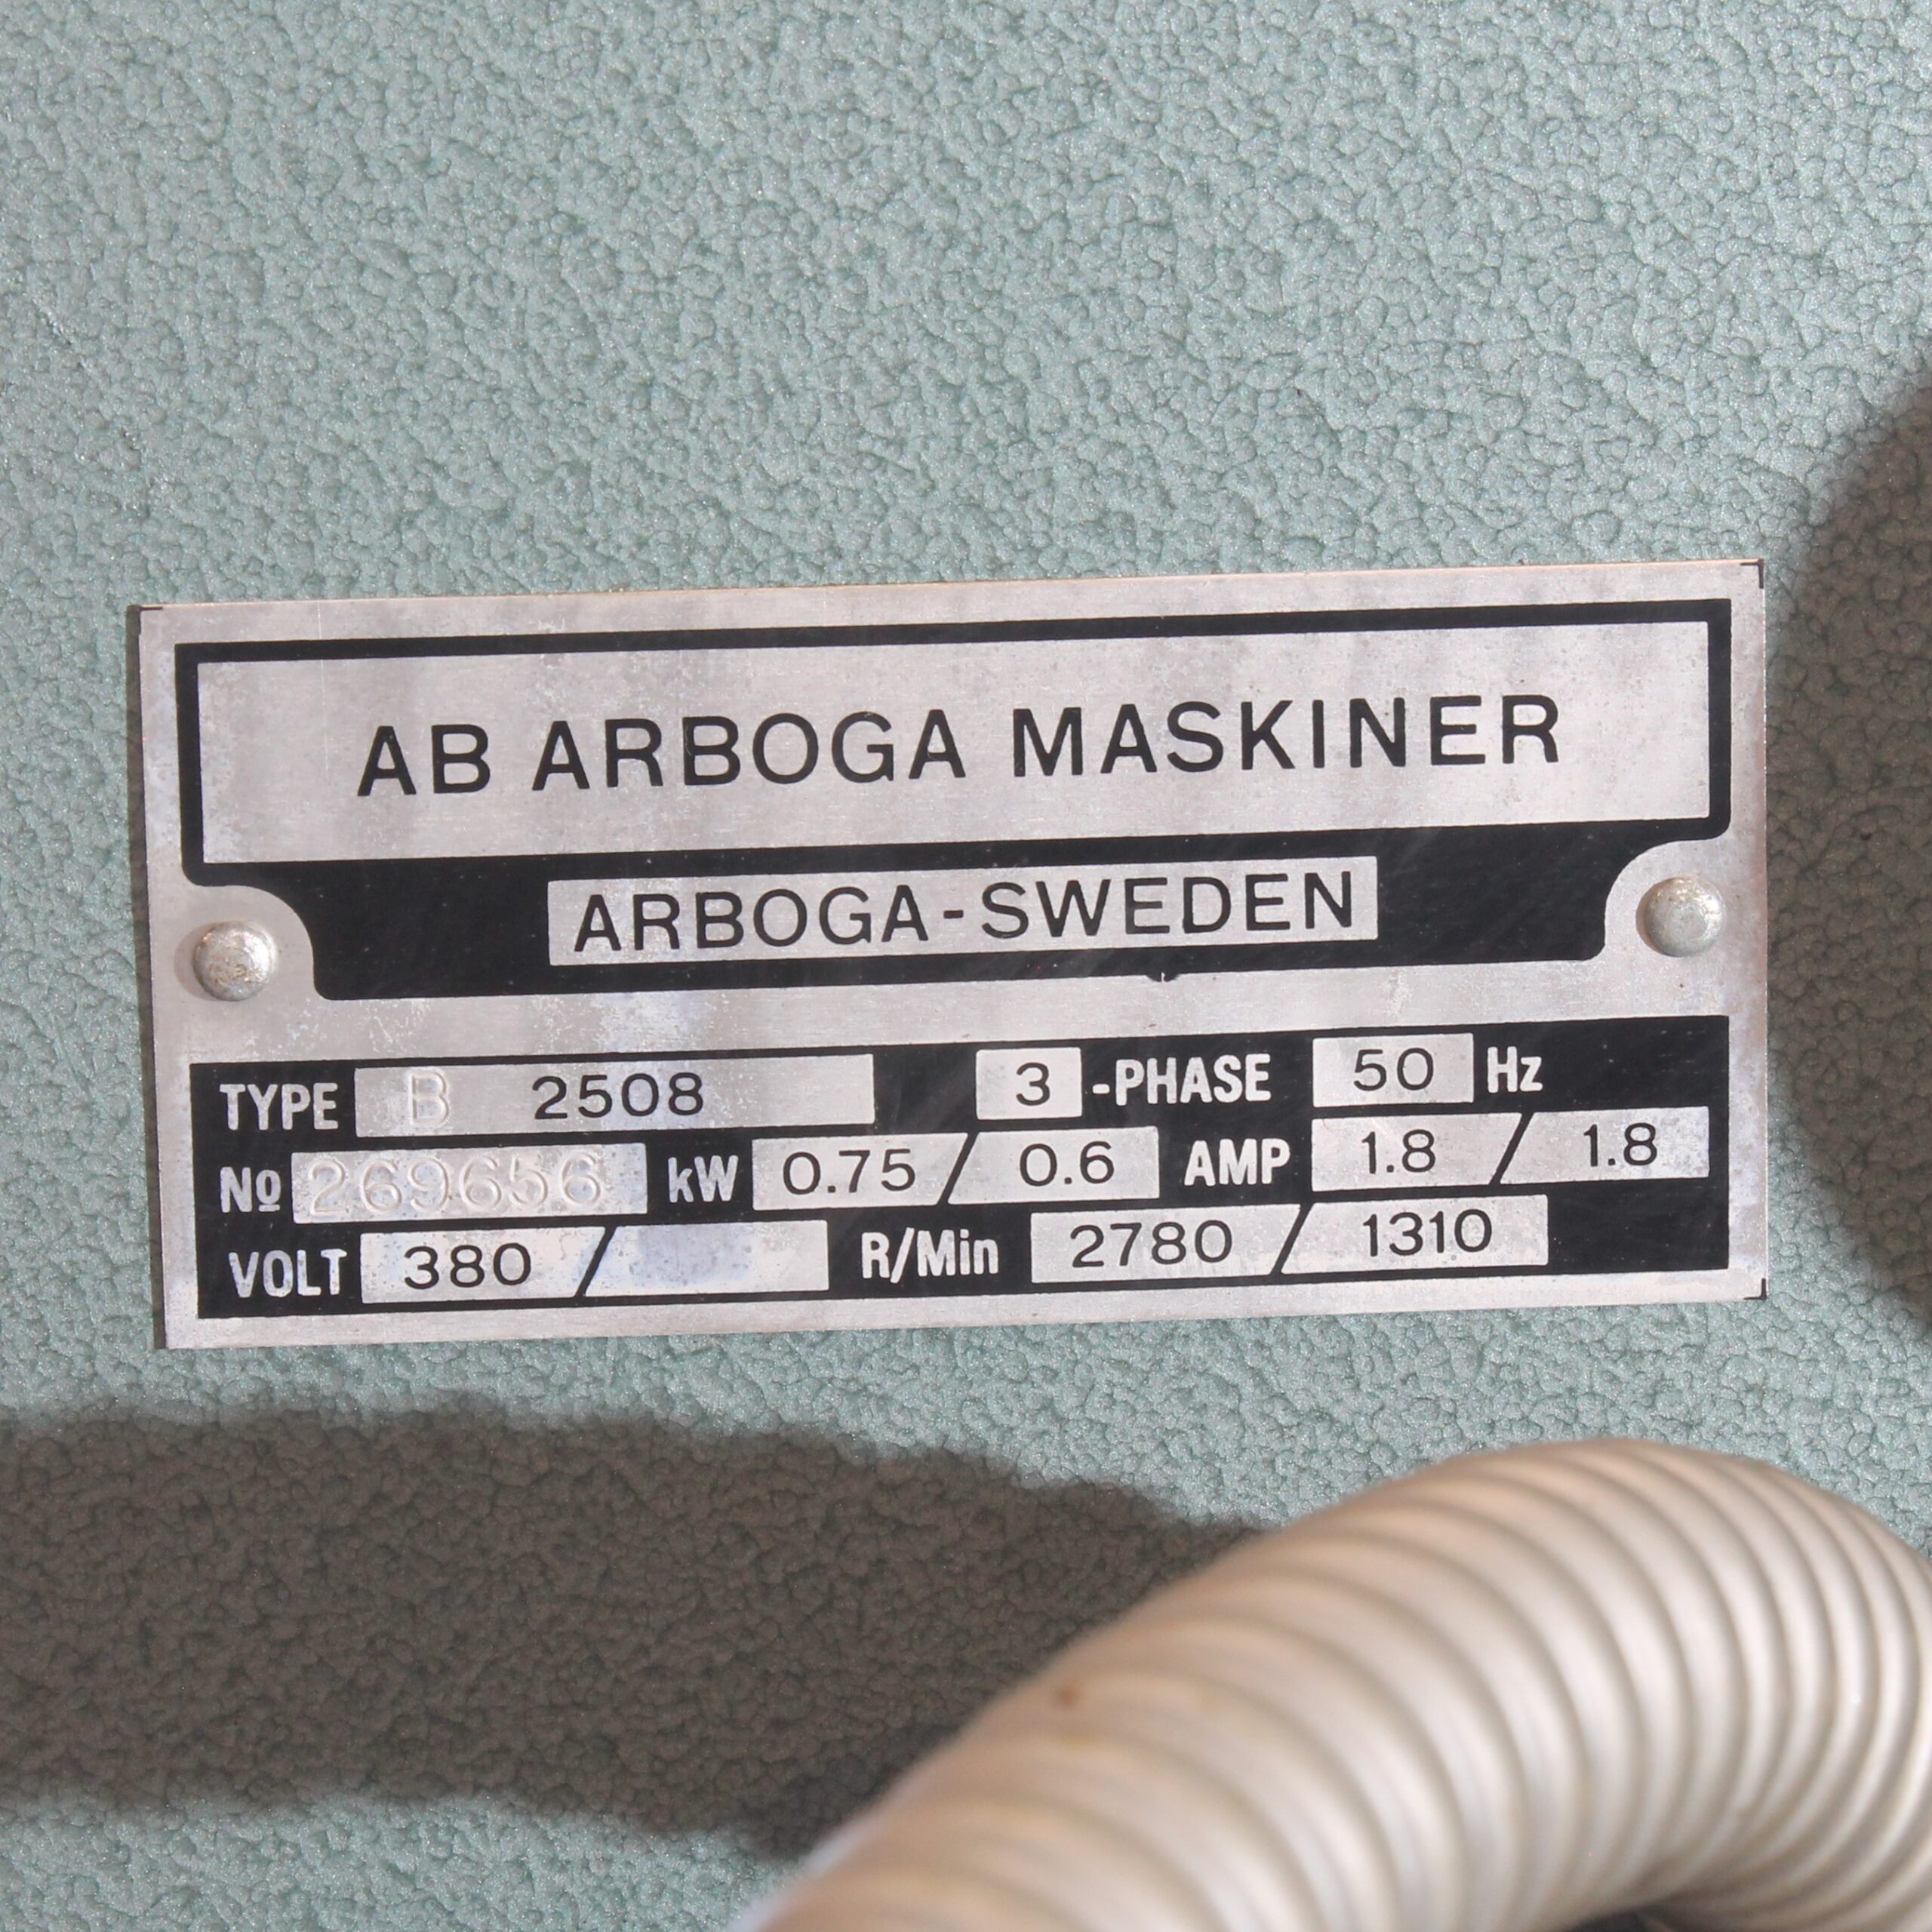 AB ARBOGA MASKINER
ARBOGA-SWEDEN
TYPE B 2508 3 -PHASE 50 Hz
No 269656 kW 0.75 / 0.6 AMP 1.8 / 1.8
VOLT 380 / R/Min 2780 / 1310